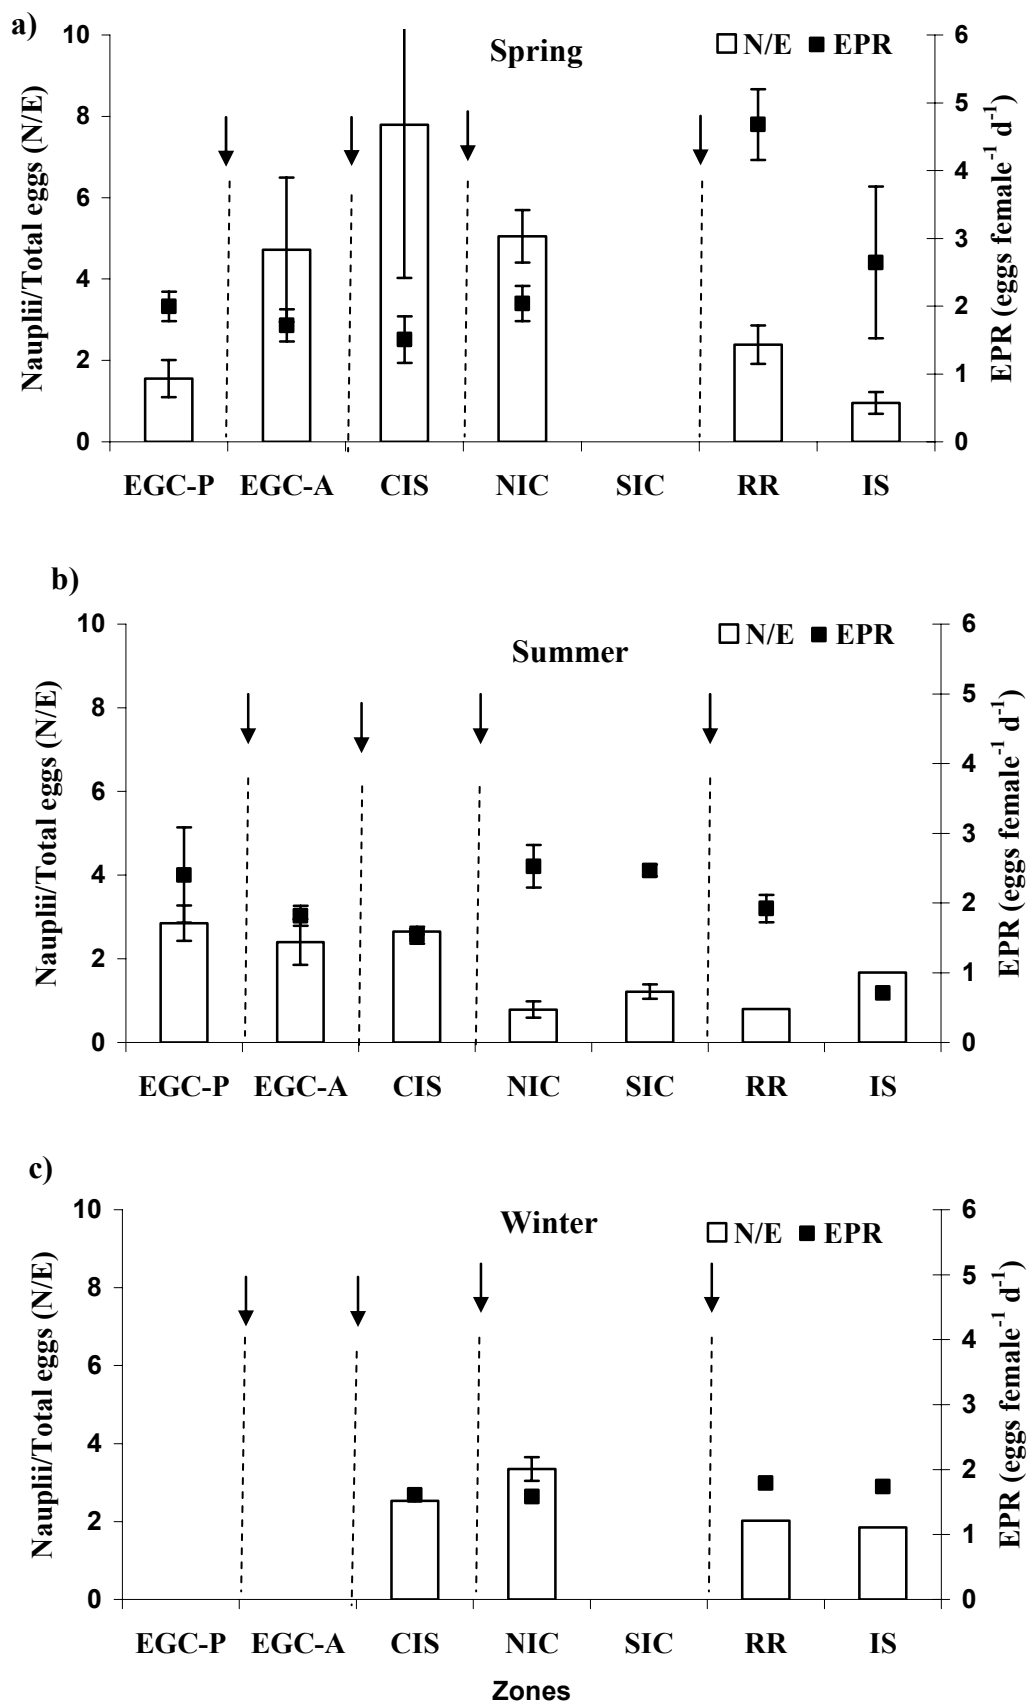 a)
Spring
N/E EPR
10
8
6
4
2
0
Nauplii/Total eggs (N/E)
6
5
4
3
2
1
0
EPR (eggs female-1 d-1)
EGC-P EGC-A CIS NIC SIC RR IS
b)
Summer
N/E EPR
10
8
6
4
2
0
Nauplii/Total eggs (N/E)
6
5
4
3
2
1
0
EPR (eggs female-1 d-1)
EGC-P EGC-A CIS NIC SIC RR IS
c)
Winter
N/E EPR
10
8
6
4
2
0
Nauplii/Total eggs (N/E)
6
5
4
3
2
1
0
EPR (eggs female-1 d-1)
EGC-P EGC-A CIS NIC SIC RR IS
Zones